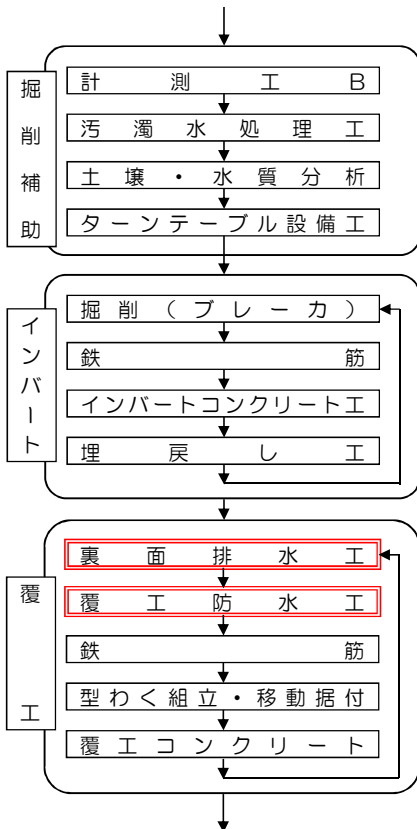 掘削補助
計測工B
汚濁水処理工
土壌・水質分析
ターンテーブル設備工
インバート
掘削(ブレーカ)
鉄筋
インバートコンクリート工
埋戻し工
覆工
裏面排水工
覆工防水工
鉄筋
型わく組立・移動据付
覆工コンクリート